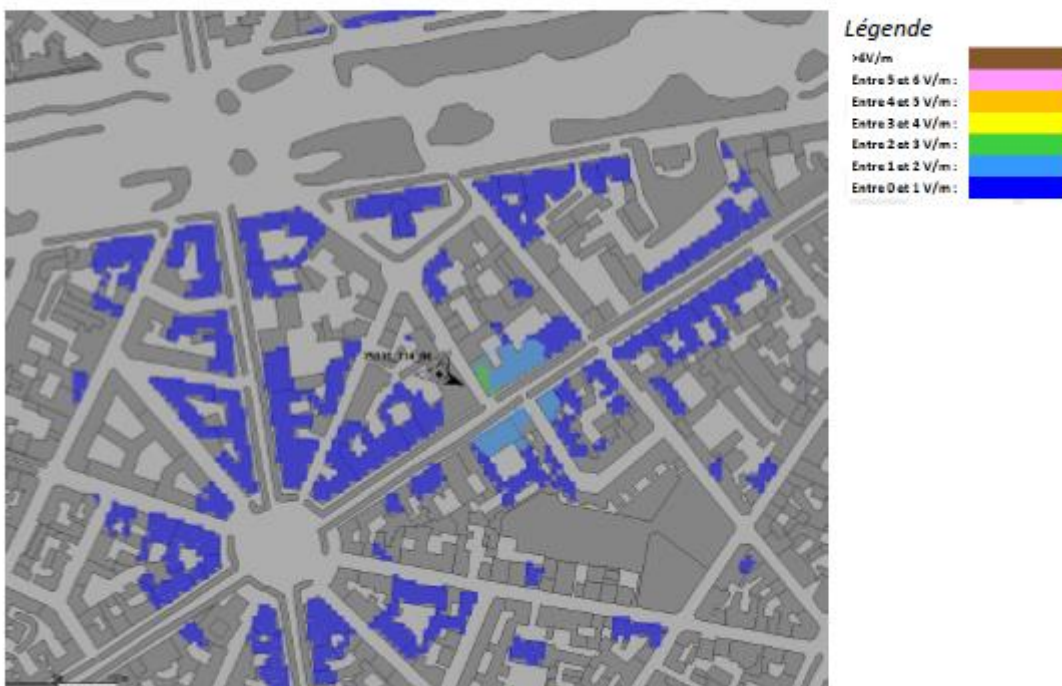 Légende
>6V/m
Entre 5 et 6 V/m :
Entre 4 et 5 V/m :
Entre 3 et 4 V/m :
Entre 2 et 3 V/m :
Entre 1 et 2 V/m :
Entre 0 et 1 V/m :